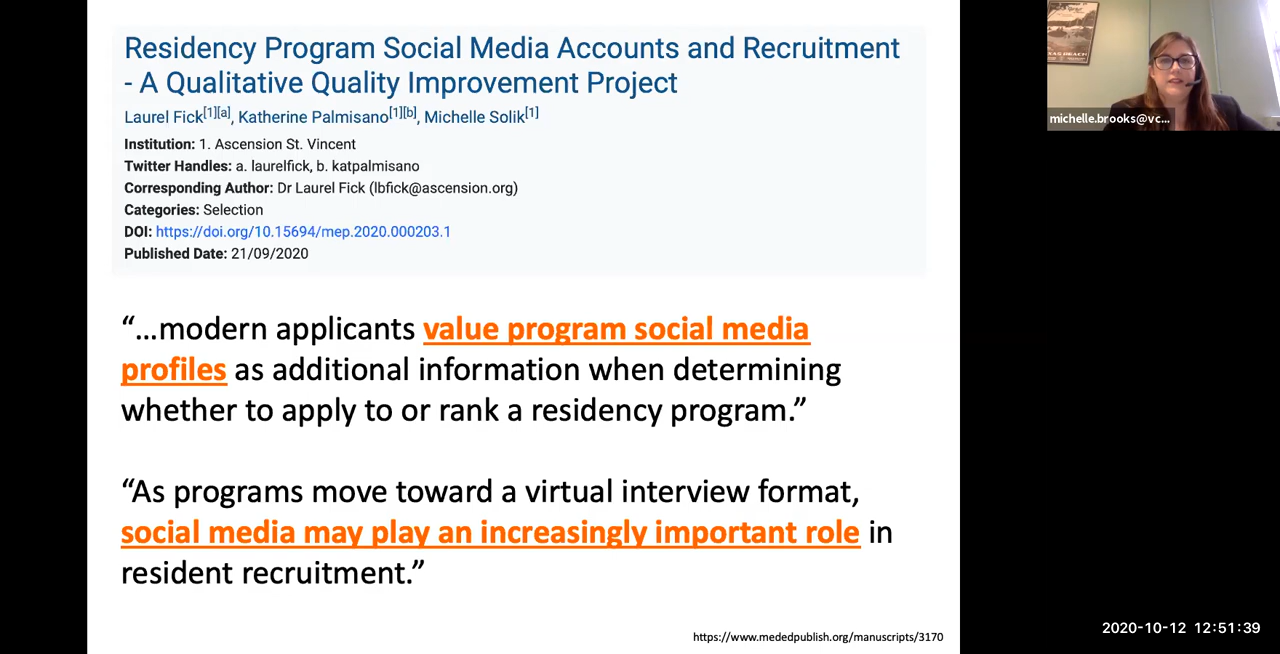 Residency Program Social Media Accounts and Recruitment
- A Qualitative Quality Improvement Project
Laurel Fick[1][a], Katherine Palmisano[1][b], Michelle Solik[1]
Institution: 1. Ascension St. Vincent
Twitter Handles: a. laurelfick, b. katpalmisano
Corresponding Author: Dr Laurel Fick (lbfick@ascension.org)
Categories: Selection
DOI: https://doi.org/10.15694/mep.2020.000203.1
Published Date: 21/09/2020
“…modern applicants value program social media
profiles as additional information when determining
whether to apply to or rank a residency program.”
“As programs move toward a virtual interview format,
social media may play an increasingly important role in
resident recruitment.”
https://www.mededpublish.org/manuscripts/3170
michelle.brooks@vc...
2020-10-12 12:51:39